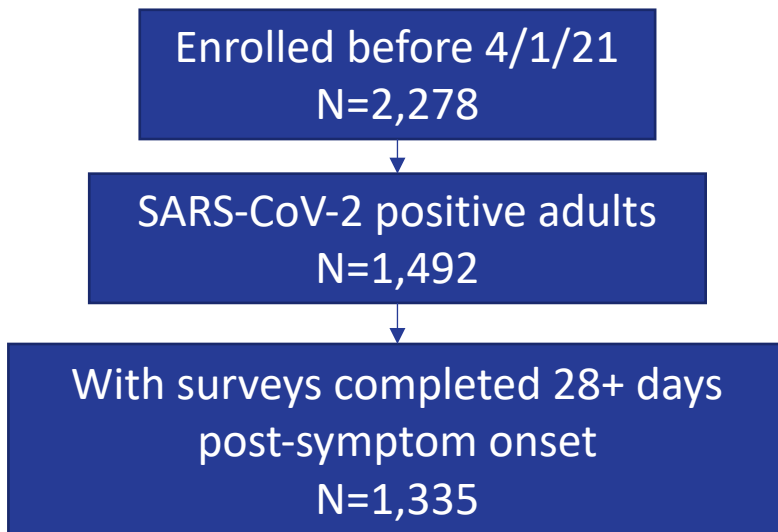 Enrolled before 4/1/21
N=2,278
SARS-CoV-2 positive adults
N=1,492
With surveys completed 28+ days
post-symptom onset
N=1,335